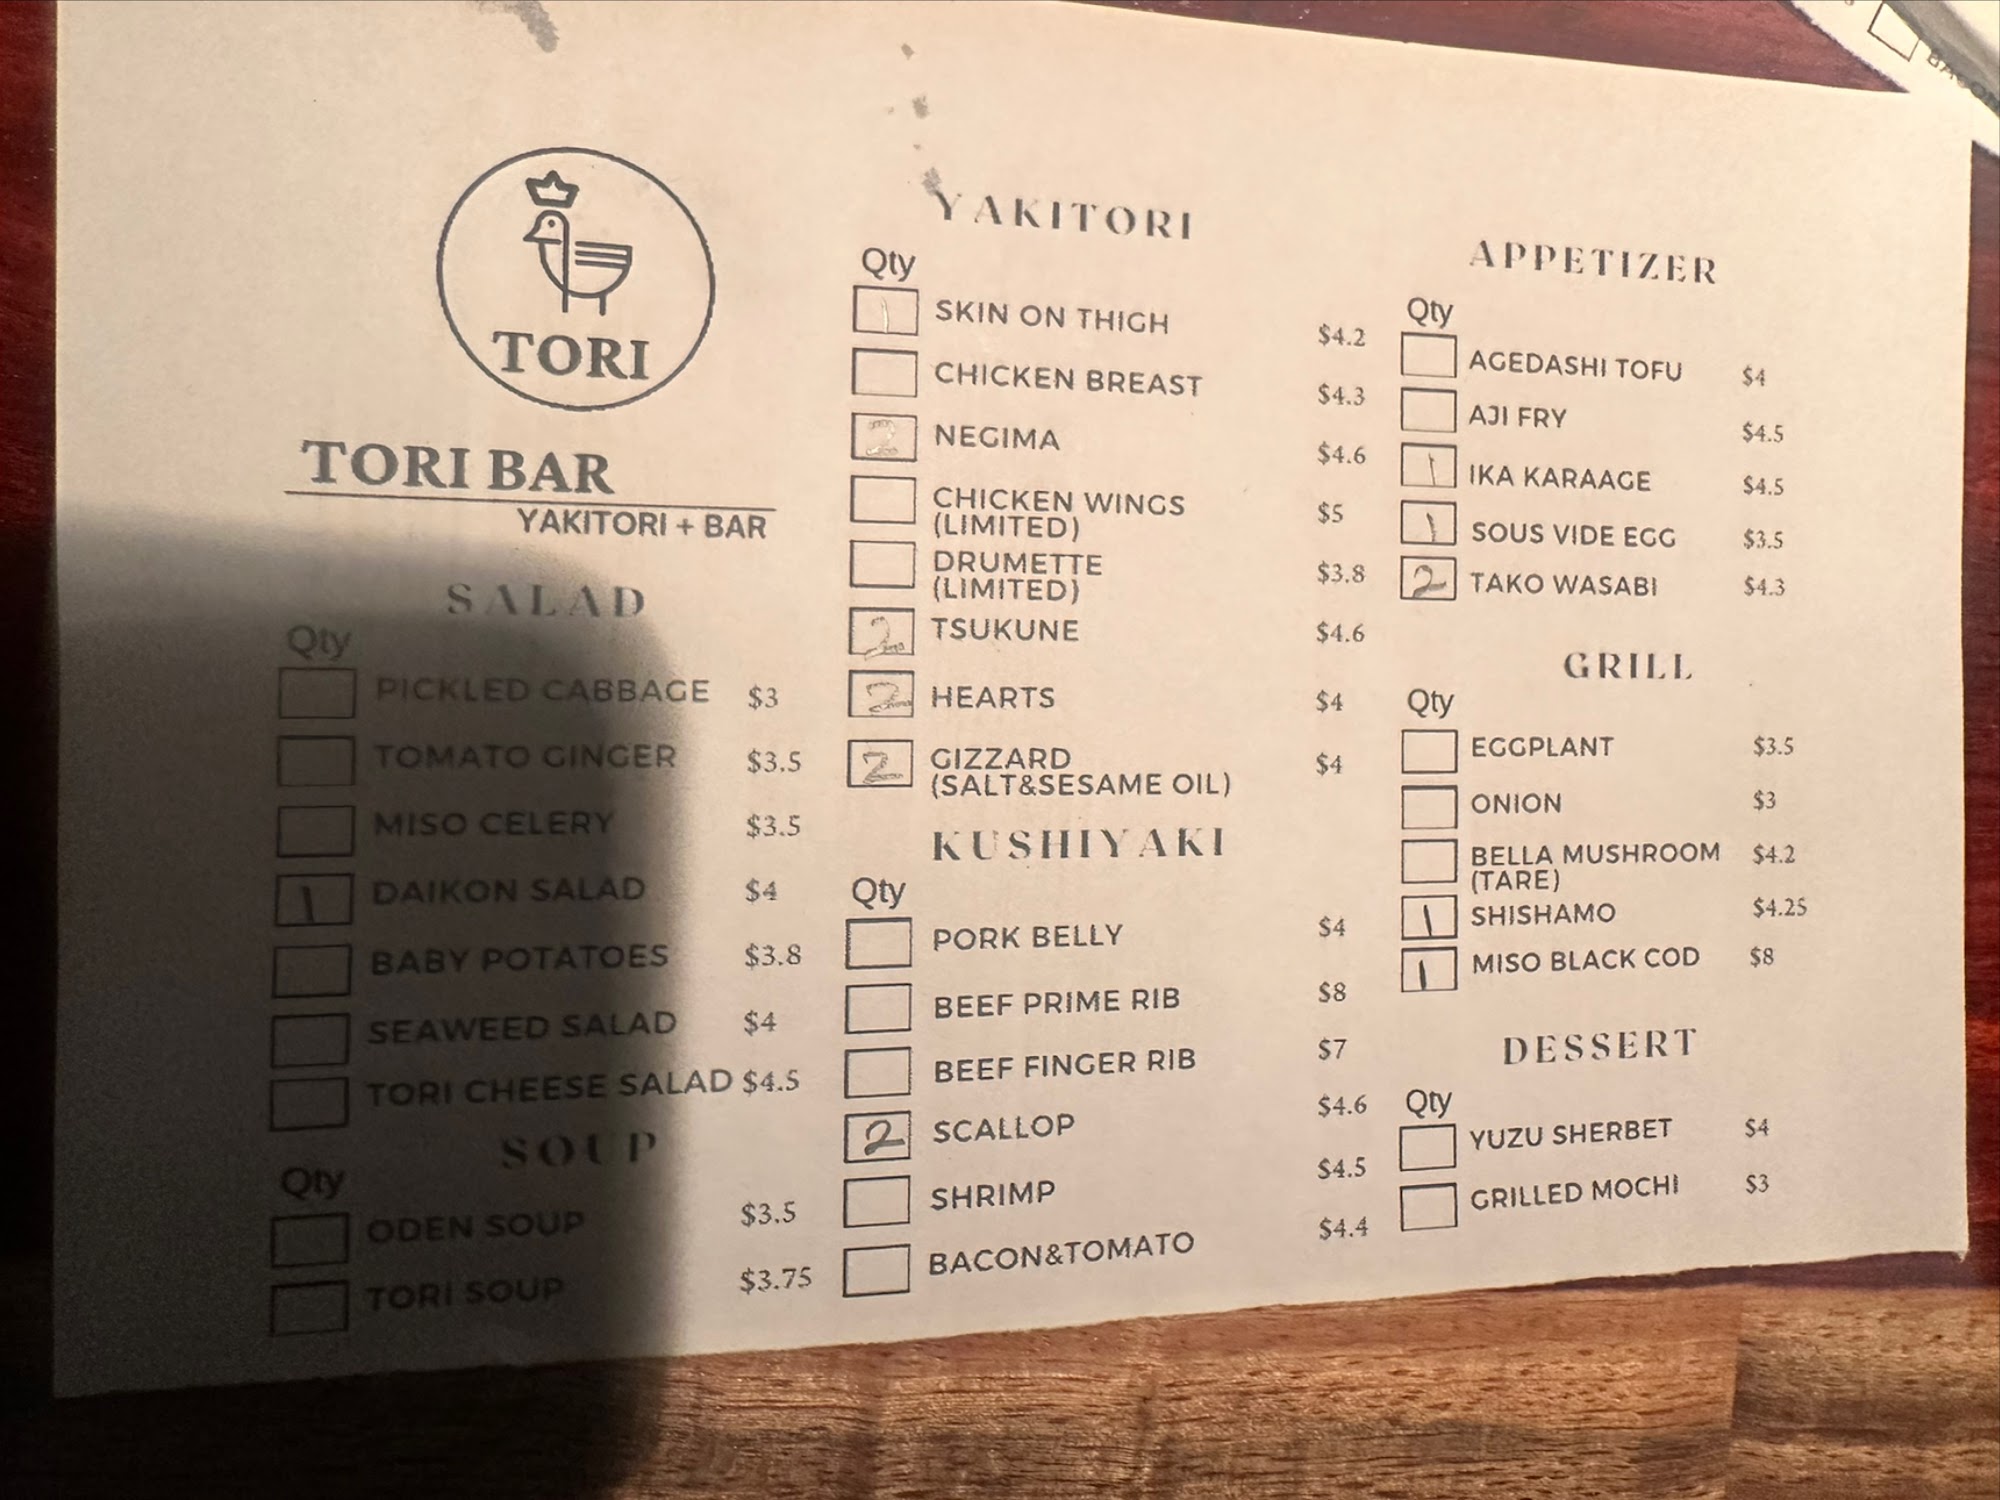 TORI
TORI BAR
YAKITORI + BAR
SALAD
Qty
PICKLED CABBAGE $3
TOMATO GINGER $3.5
MISO CELERY $3.5
1 DAIKON SALAD $4
BABY POTATOES $3.8
SEAWEED SALAD $4
TORI CHEESE SALAD $4.5
SOUP
Qty
ODEN SOUP $3.5
TORI SOUP $3.75
YAKITORI
Qty
1 SKIN ON THIGH $4.2
CHICKEN BREAST $4.3
2 NEGIMA $4.6
CHICKEN WINGS $5
(LIMITED)
DRUMETTE $3.8
(LIMITED)
2 TSUKUNE $4.6
2 HEARTS $4
2 GIZZARD $4
(SALT&SESAME OIL)
KUSHIYAKI
Qty
PORK BELLY $4
BEEF PRIME RIB $8
BEEF FINGER RIB $7
2 SCALLOP $4.6
SHRIMP $4.5
BACON&TOMATO $4.4
APPETIZER
Qty
AGEDASHI TOFU $4
AJI FRY $4.5
1 IKA KARAAGE $4.5
1 SOUS VIDE EGG $3.5
2 TAKO WASABI $4.3
GRILL
Qty
EGGPLANT $3.5
ONION $3
BELLA MUSHROOM $4.2
(TARE)
1 SHISHAMO $4.25
1 MISO BLACK COD $8
DESSERT
Qty
YUZU SHERBET $4
GRILLED MOCHI $3